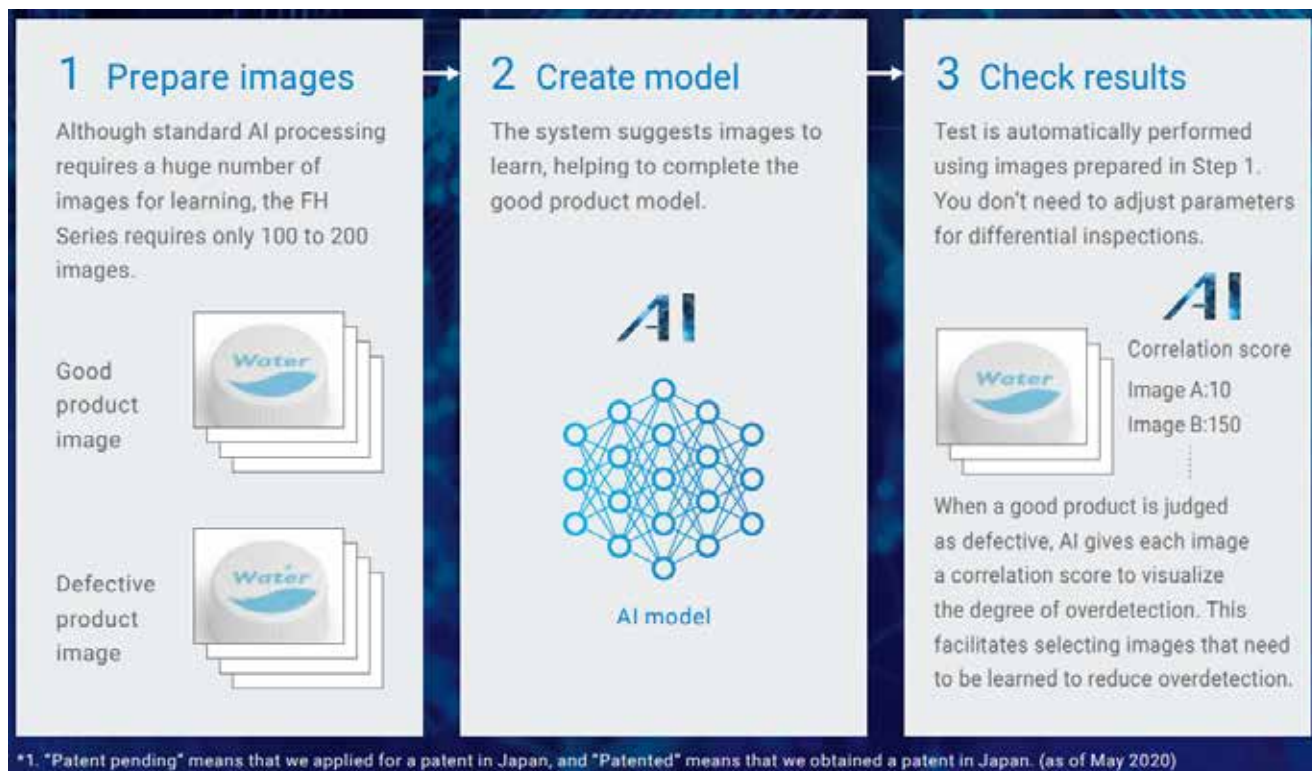 1 Prepare images
Although standard AI processing
requires a huge number of
images for learning, the FH
Series requires only 100 to 200
images.
Good
product
image
Water
Defective
product
image
Water
2 Create model
The system suggests images to
learn, helping to complete the
good product model.
AI
AI model
3 Check results
Test is automatically performed
using images prepared in Step 1.
You don't need to adjust parameters
for differential inspections.
AI
Water
Correlation score
Image A:10
Image B:150
When a good product is judged
as defective, AI gives each image
a correlation score to visualize
the degree of overdetection. This
facilitates selecting images that need
to be learned to reduce overdetection.
*1. "Patent pending" means that we applied for a patent in Japan, and "Patented" means that we obtained a patent in Japan. (as of May 2020)